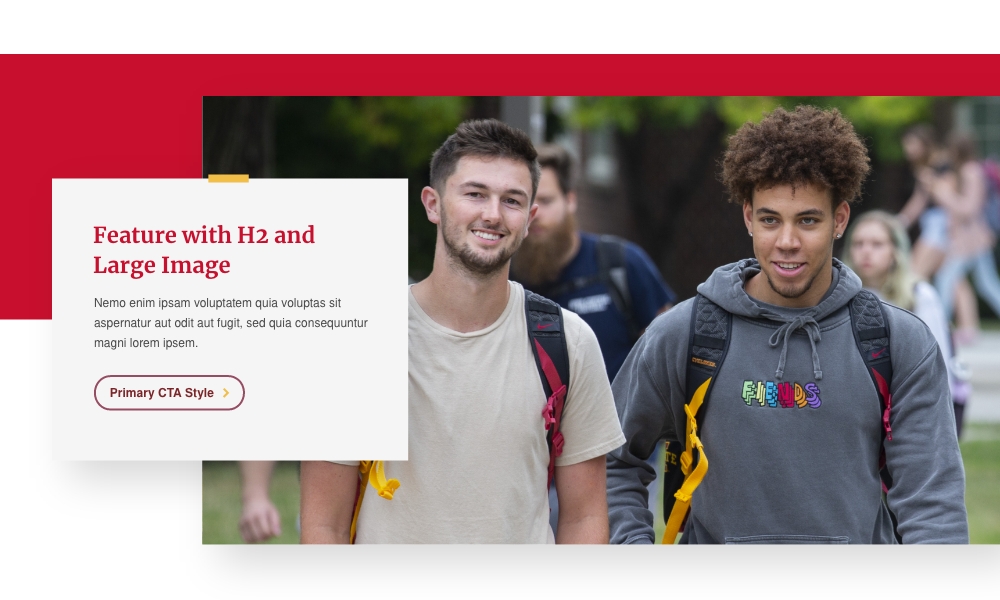 Feature with H2 and
Large Image
Nemo enim ipsam voluptatem quia voluptas sit
aspernatur aut odit aut fugit, sed quia consequuntur
magni lorem ipsem.
Primary CTA Style
FIENDS